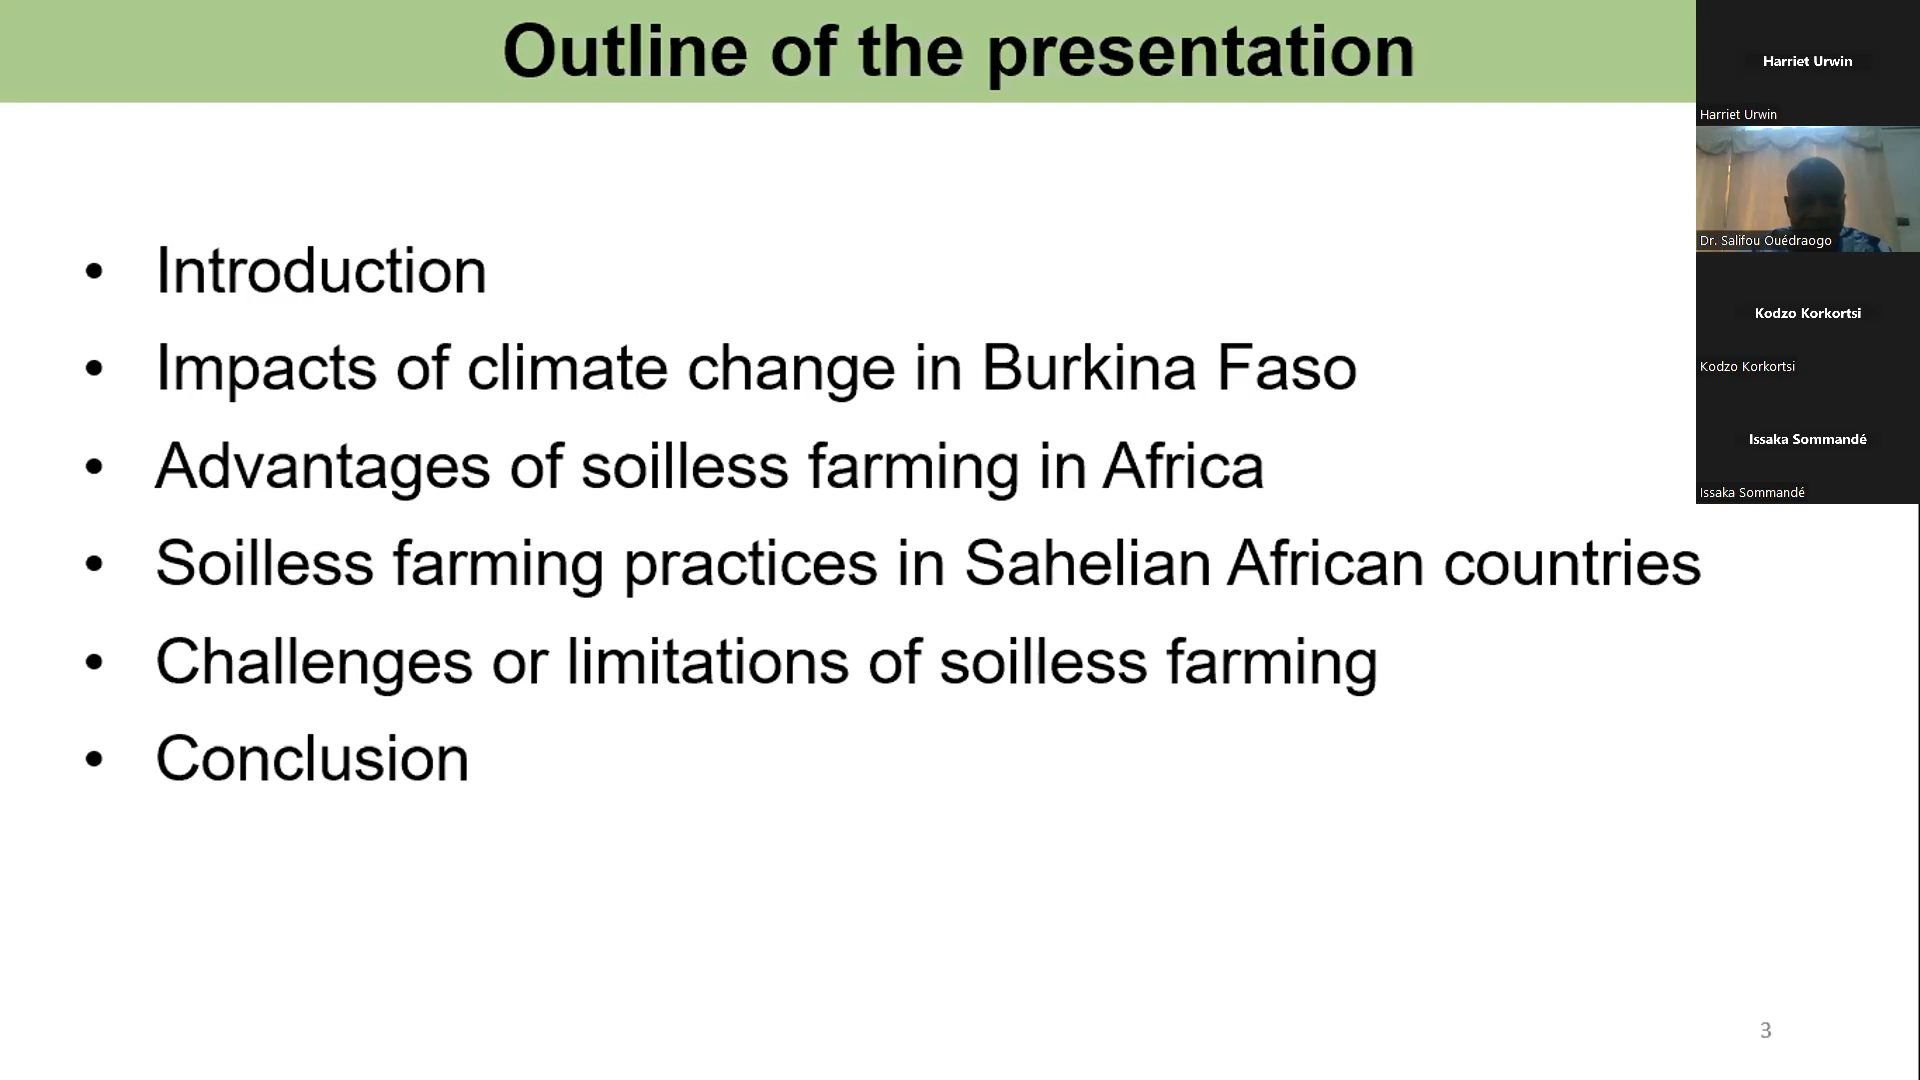 Outline of the presentation
• Introduction
• Impacts of climate change in Burkina Faso
• Advantages of soilless farming in Africa
• Soilless farming practices in Sahelian African countries
• Challenges or limitations of soilless farming
• Conclusion
3
Harriet Urwin
Harriet Urwin
Dr. Salifou Ouédraogo
Kodzo Korkortsi
Kodzo Korkortsi
Issaka Sommandé
Issaka Sommandé